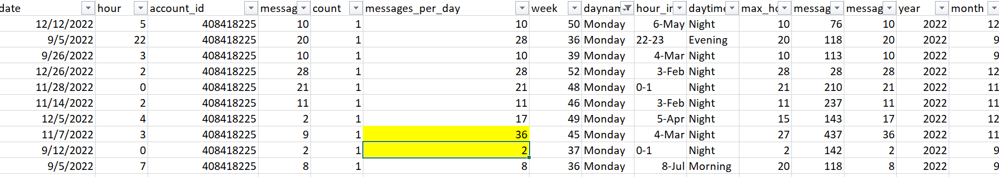 date hour account_id messag count messages_per_day week daynam hour_ir daytime max_ho messag messag year month
12/12/2022 5 408418225 10 1 10 50 Monday 6-May Night 10 76 10 2022 12
9/5/2022 22 408418225 20 1 28 36 Monday 22-23 Evening 20 118 20 2022 9
9/26/2022 3 408418225 10 1 10 39 Monday 4-Mar Night 10 113 10 2022 9
12/26/2022 2 408418225 28 1 28 52 Monday 3-Feb Night 28 28 28 2022 12
11/28/2022 0 408418225 21 1 21 48 Monday 0-1 Night 21 210 21 2022 11
11/14/2022 2 408418225 11 1 11 46 Monday 3-Feb Night 11 237 11 2022 11
12/5/2022 4 408418225 2 1 17 49 Monday 5-Apr Night 15 143 17 2022 12
11/7/2022 3 408418225 9 1 36 45 Monday 4-Mar Night 27 437 36 2022 11
9/12/2022 0 408418225 2 1 2 37 Monday 0-1 Night 2 142 2 2022 9
9/5/2022 7 408418225 8 1 8 36 Monday 8-Jul Morning 20 118 8 2022 9